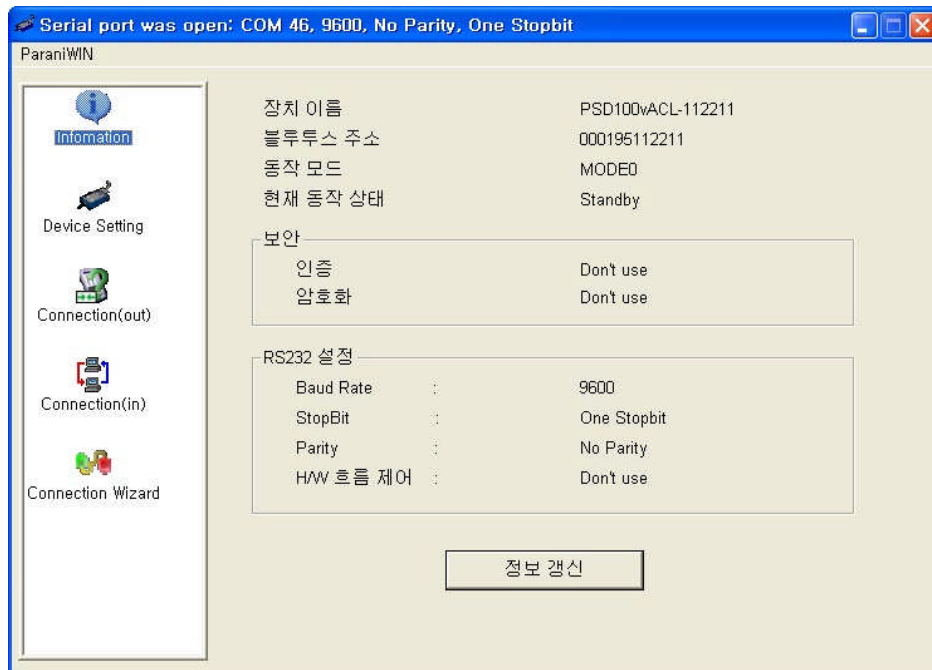 Serial port was open: COM 46, 9600, No Parity, One Stopbit
ParaniWIN
Infomation
Device Setting
Connection(out)
Connection(in)
Connection Wizard
장치 이름 PSD100vACL-112211
블루투스 주소 000195112211
동작 모드 MODE0
현재 동작 상태 Standby
보안
인증 Don't use
암호화 Don't use
RS232 설정
Baud Rate : 9600
StopBit : One Stopbit
Parity : No Parity
H/W 흐름 제어 : Don't use
정보 갱신